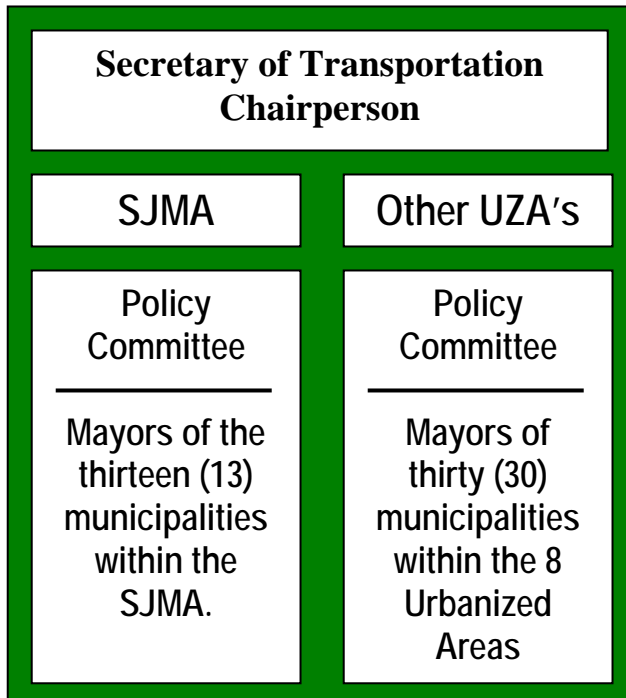 Secretary of Transportation
Chairperson
SJMA
Other UZA's
Policy
Committee
Mayors of the
thirteen (13)
municipalities
within the
SJMA.
Policy
Committee
Mayors of
thirty (30)
municipalities
within the 8
Urbanized
Areas